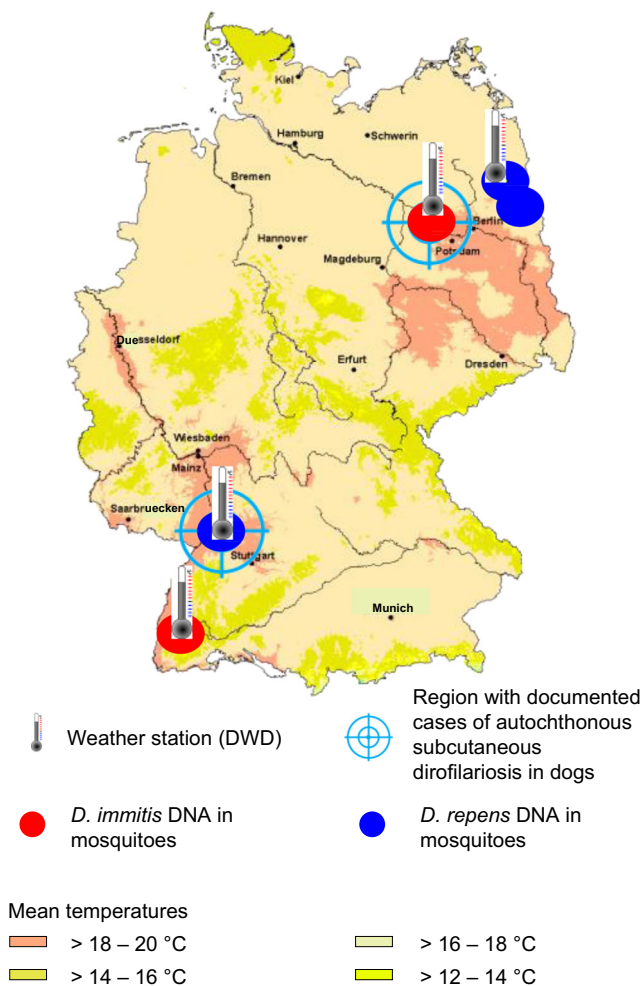 Kiel
Hamburg
Schwerin
Bremen
Berlin
Hannover
Potsdam
Magdeburg
Duesseldorf
Erfurt
Dresden
Wiesbaden
Mainz
Saarbruecken
Stuttgart
Munich
Weather station (DWD)
Region with documented
cases of autochthonous
subcutaneous
dirofilariosis in dogs
D. immitis DNA in
mosquitoes
D. repens DNA in
mosquitoes
Mean temperatures
> 18 – 20 °C
> 16 – 18 °C
> 14 – 16 °C
> 12 – 14 °C